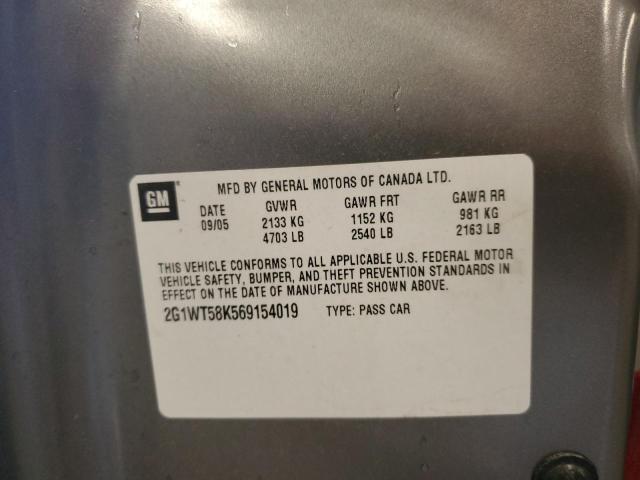 GM
MFD BY GENERAL MOTORS OF CANADA LTD.
DATE GVWR GAWR FRT GAWR RR
09/05 2133 KG 1152 KG 981 KG
4703 LB 2540 LB 2163 LB
THIS VEHICLE CONFORMS TO ALL APPLICABLE U.S. FEDERAL MOTOR
VEHICLE SAFETY, BUMPER, AND THEFT PREVENTION STANDARDS IN
EFFECT ON THE DATE OF MANUFACTURE SHOWN ABOVE.
2G1WT58K569154019 TYPE: PASS CAR